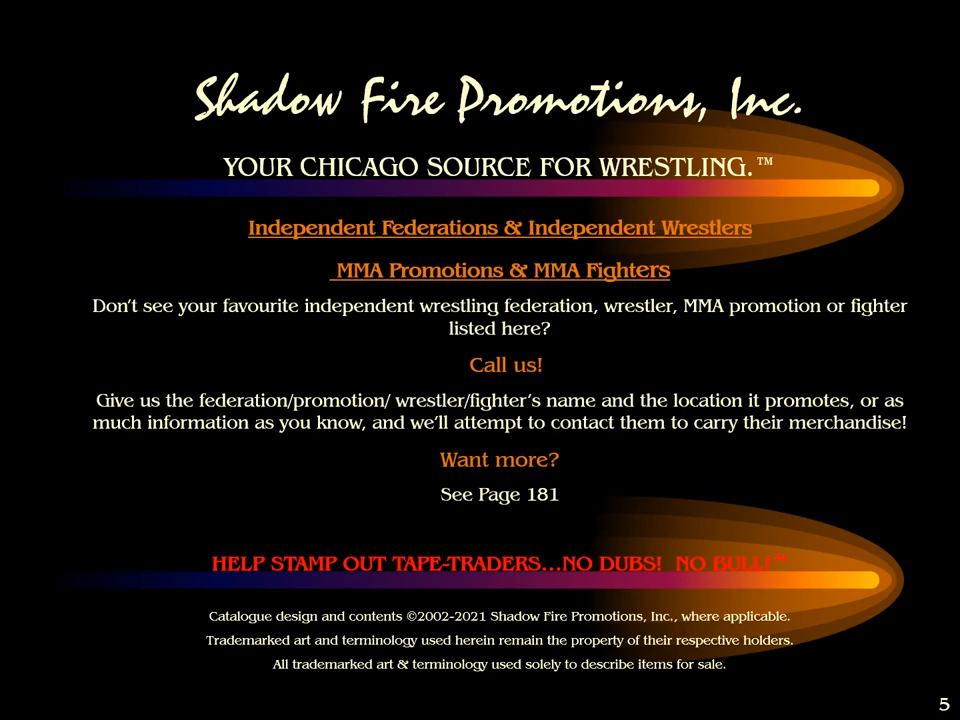 Shadow Fire Promotions, Inc.
YOUR CHICAGO SOURCE FOR WRESTLING.™
Independent Federations & Independent Wrestlers
MMA Promotions & MMA Fighters
Don't see your favourite independent wrestling federation, wrestler, MMA promotion or fighter
listed here?
Call us!
Give us the federation/promotion/ wrestler/fighter's name and the location it promotes, or as
much information as you know, and we'll attempt to contact them to carry their merchandise!
Want more?
See Page 181
HELP STAMP OUT TAPE-TRADERS...NO DUBS!  NO BULL!™
Catalogue design and contents ©2002-2021 Shadow Fire Promotions, Inc., where applicable.
Trademarked art and terminology used herein remain the property of their respective holders.
All trademarked art & terminology used solely to describe items for sale.
5